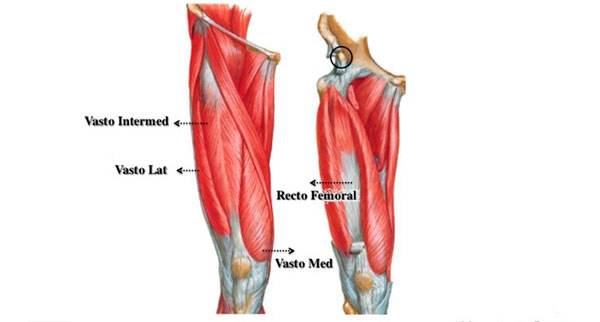 Vasto Intermed
Vasto Lat
Recto Femoral
Vasto Med